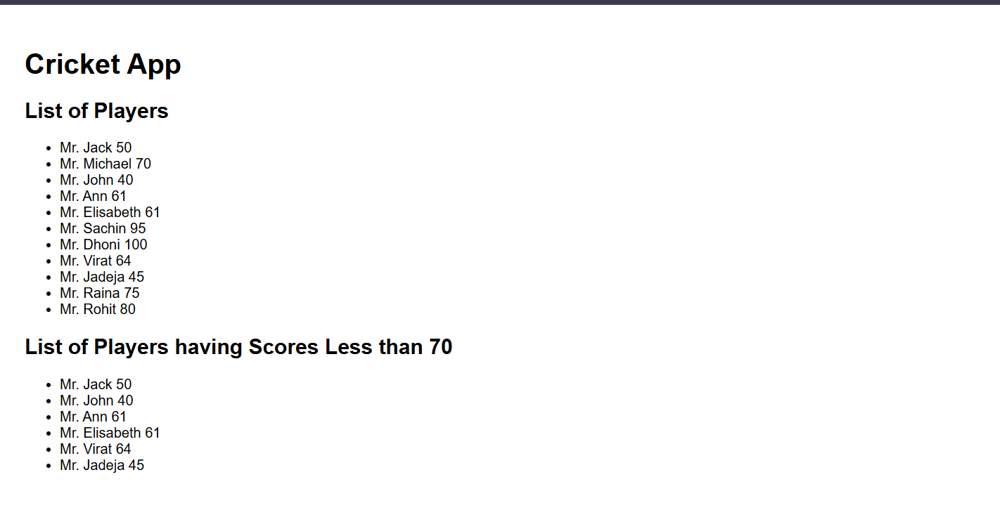 Cricket App
List of Players
• Mr. Jack 50
• Mr. Michael 70
• Mr. John 40
• Mr. Ann 61
• Mr. Elisabeth 61
• Mr. Sachin 95
• Mr. Dhoni 100
• Mr. Virat 64
• Mr. Jadeja 45
• Mr. Raina 75
• Mr. Rohit 80
List of Players having Scores Less than 70
• Mr. Jack 50
• Mr. John 40
• Mr. Ann 61
• Mr. Elisabeth 61
• Mr. Virat 64
• Mr. Jadeja 45